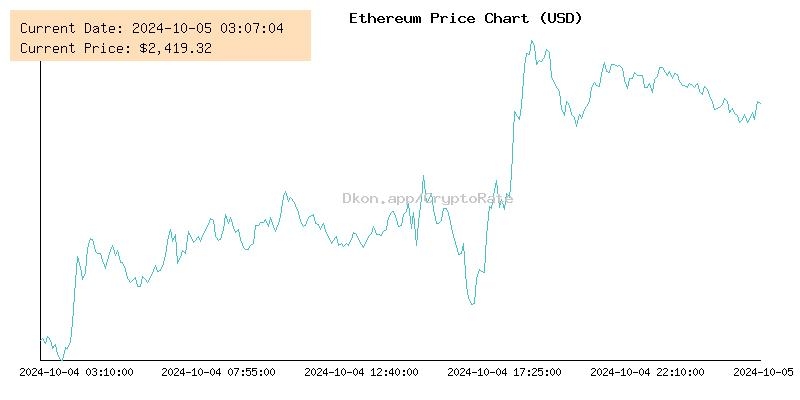 Ethereum Price Chart (USD)
Current Date: 2024-10-05 03:07:04
Current Price: $2,419.32
Dkon.app/CryptoRate
2024-10-04 03:10:00 2024-10-04 07:55:00 2024-10-04 12:40:00 2024-10-04 17:25:00 2024-10-04 22:10:00 2024-10-05